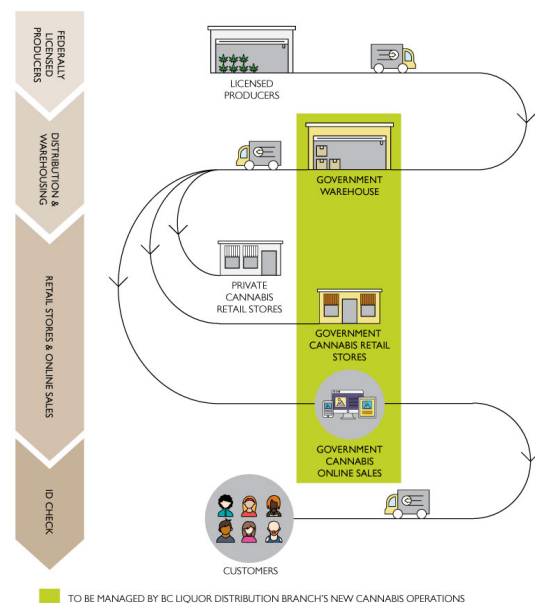 FEDERALLY
LICENSED
PRODUCERS
LICENSED
PRODUCERS
DISTRIBUTION &
WAREHOUSING
GOVERNMENT
WAREHOUSE
RETAIL STORES & ONLINE SALES
PRIVATE
CANNABIS
RETAIL STORES
GOVERNMENT
CANNABIS RETAIL
STORES
GOVERNMENT
CANNABIS
ONLINE SALES
ID CHECK
CUSTOMERS
TO BE MANAGED BY BC LIQUOR DISTRIBUTION BRANCH'S NEW CANNABIS OPERATIONS